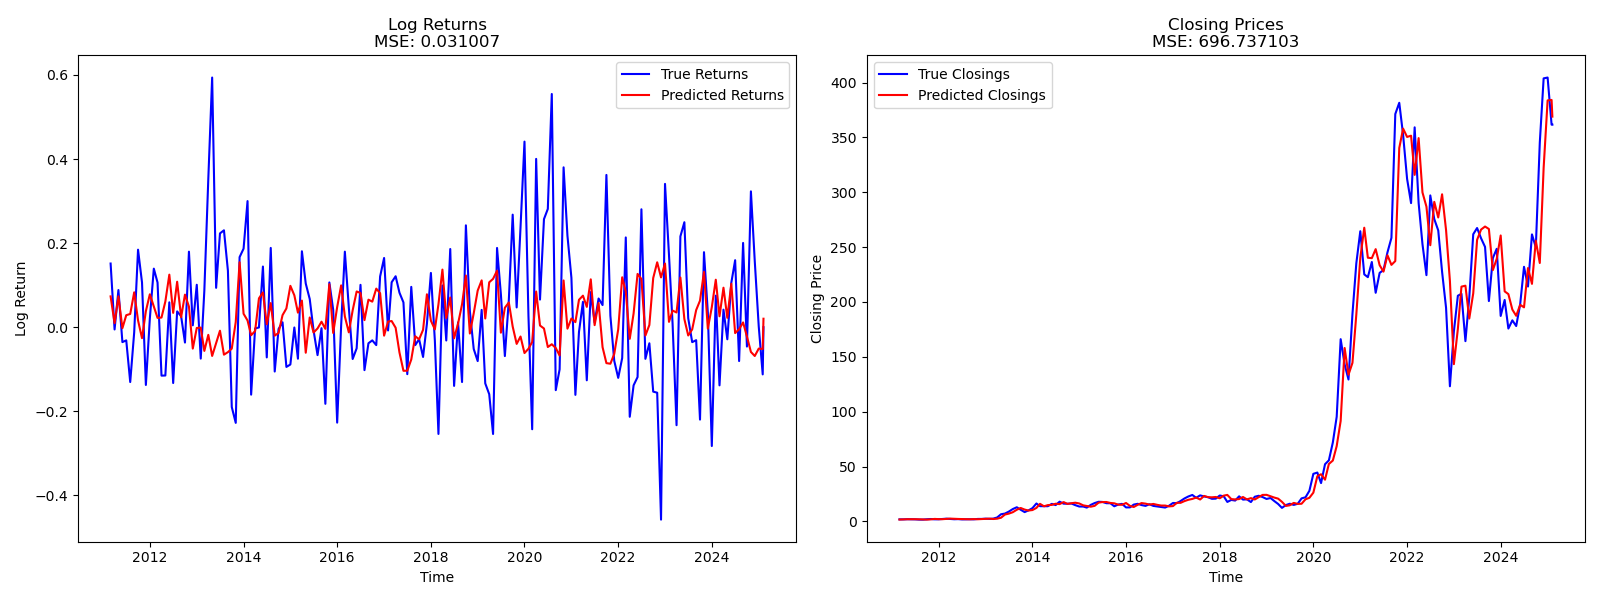 Log Returns
MSE: 0.031007
True Returns
Predicted Returns
0.6
0.4
0.2
0.0
−0.2
−0.4
Log Return
2012
2014
2016
2018
2020
2022
2024
Time
Closing Prices
MSE: 696.737103
True Closings
Predicted Closings
400
350
300
250
200
150
100
50
0
Closing Price
2012
2014
2016
2018
2020
2022
2024
Time